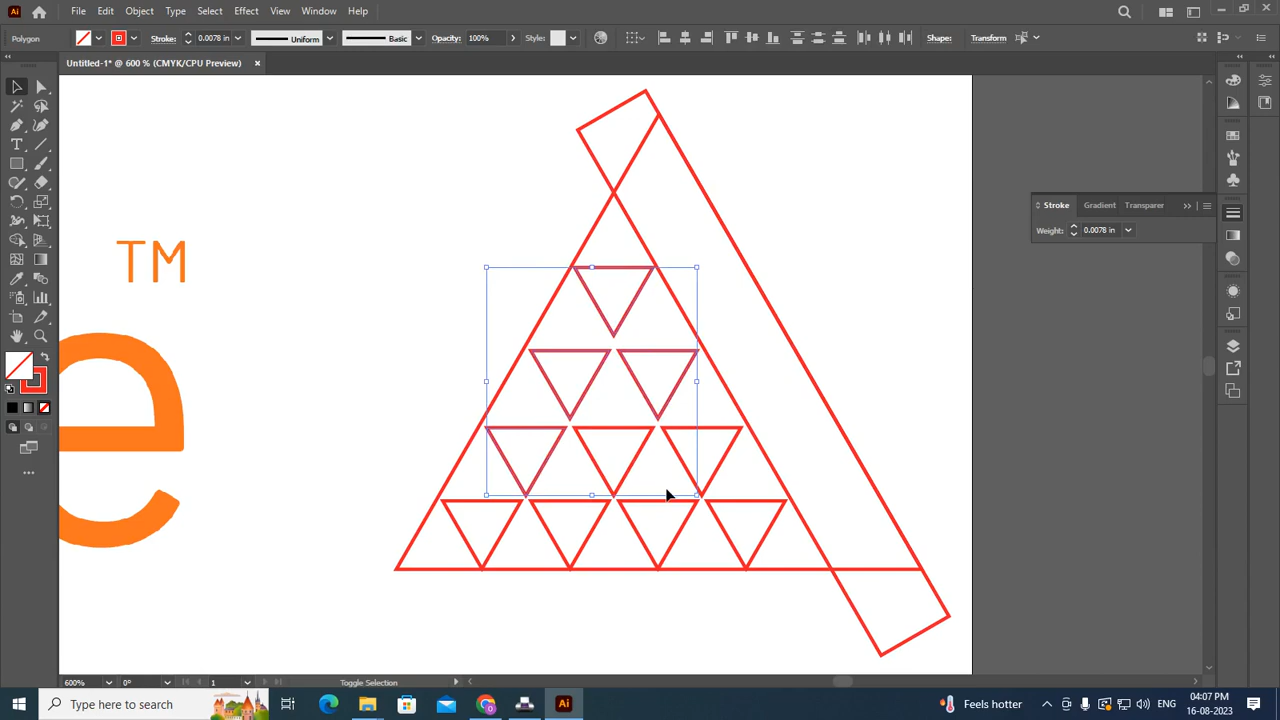 Ai File Edit Object Type Select Effect View Window Help
Polygon Stroke: 0.0078 in Uniform Basic Opacity: 100% Style: Shape: Transform
Untitled-1* @ 600 % (CMYK/CPU Preview)
Stroke Gradient Transparer
Weight: 0.0078 in
TM
e
600% 0° 1 Toggle Selection
Type here to search Ai Feels hotter ENG 04:07 PM
16-08-2023